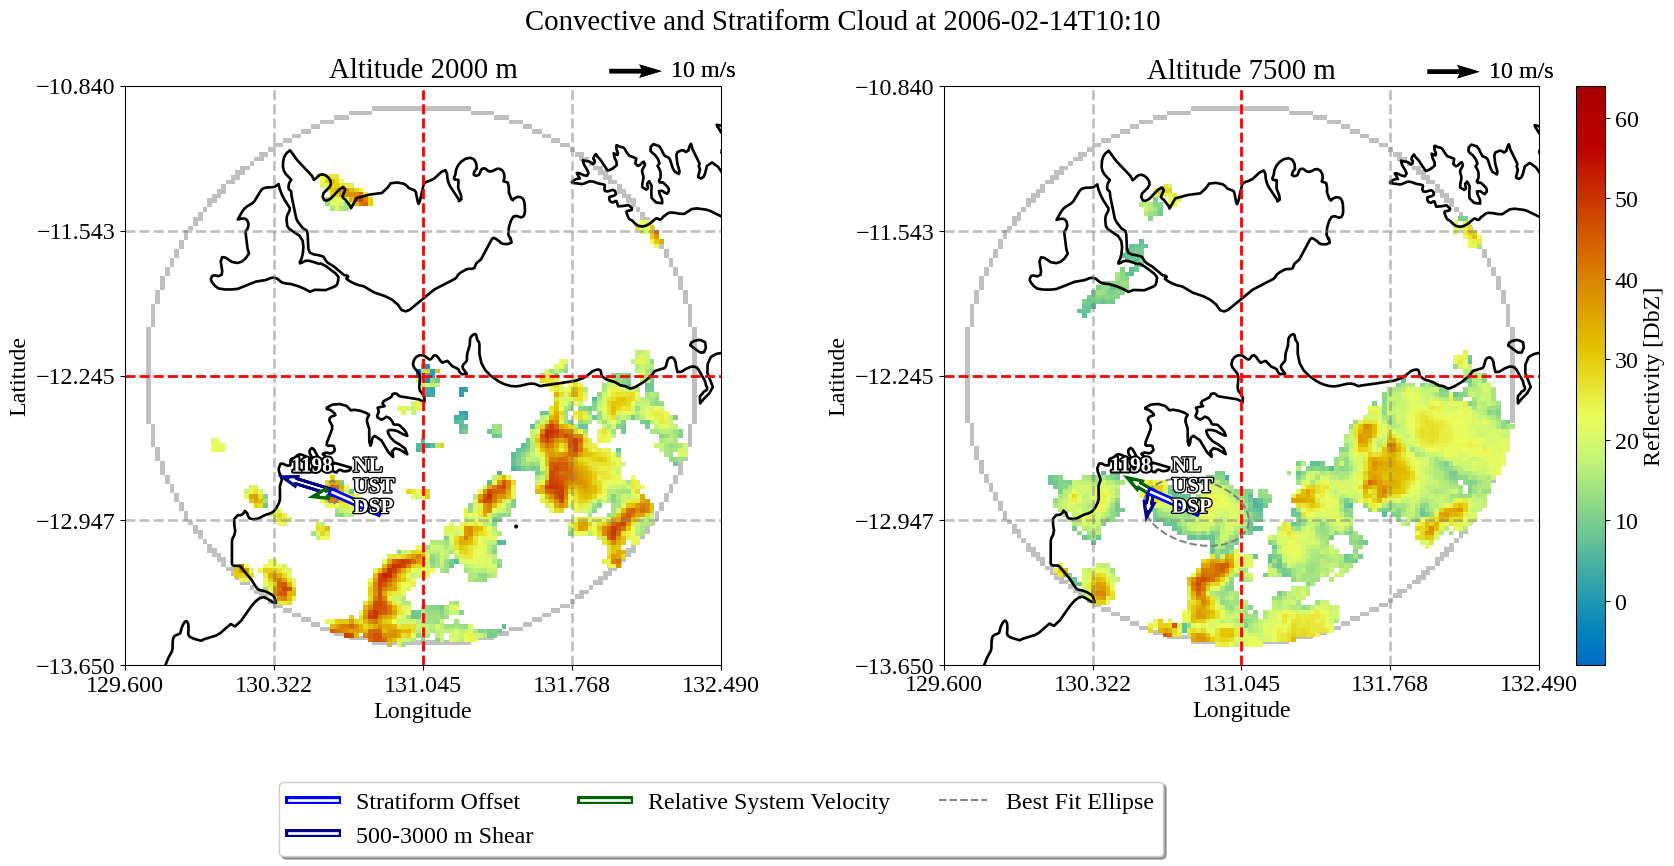 Convective and Stratiform Cloud at 2006-02-14T10:10
Altitude 2000 m
10 m/s
Latitude
−10.840
−11.543
−12.245
−12.947
−13.650
1198
NL
UST
DSP
129.600 130.322 131.045 131.768 132.490
Longitude
Altitude 7500 m
10 m/s
Latitude
−10.840
−11.543
−12.245
−12.947
−13.650
1198
NL
UST
DSP
129.600 130.322 131.045 131.768 132.490
Longitude
60
50
40
30
20
10
0
Reflectivity [DbZ]
Stratiform Offset
500-3000 m Shear
Relative System Velocity
Best Fit Ellipse